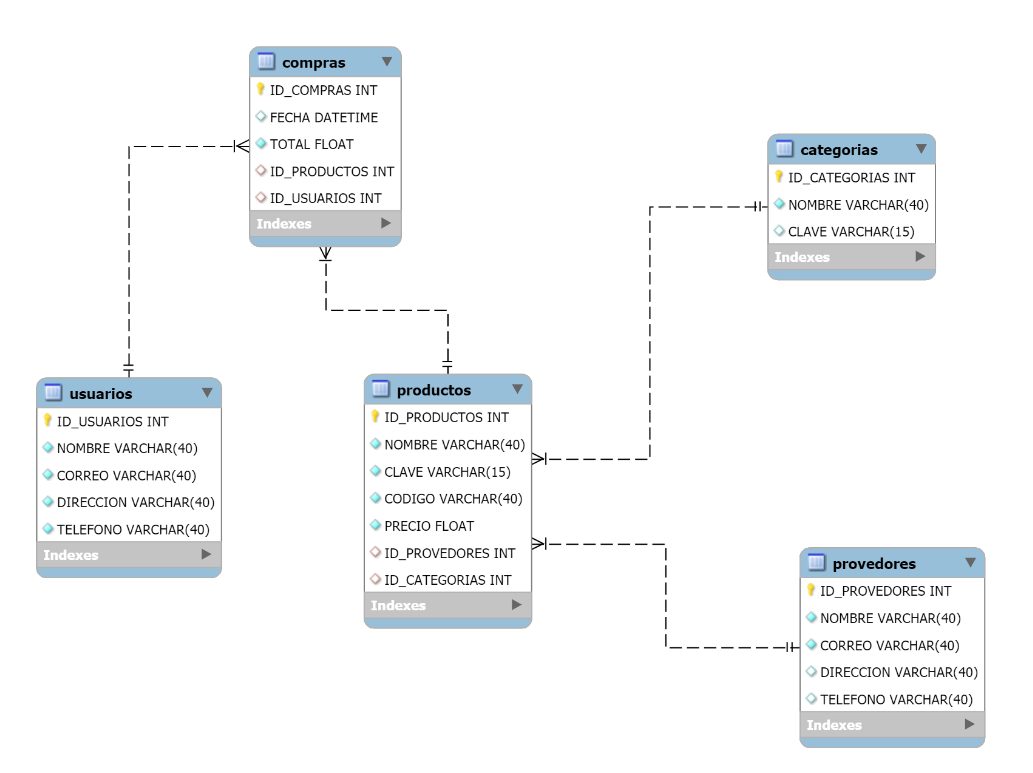 compras
ID_COMPRAS INT
FECHA DATETIME
TOTAL FLOAT
ID_PRODUCTOS INT
ID_USUARIOS INT
Indexes
categorias
ID_CATEGORIAS INT
NOMBRE VARCHAR(40)
CLAVE VARCHAR(15)
Indexes
usuarios
ID_USUARIOS INT
NOMBRE VARCHAR(40)
CORREO VARCHAR(40)
DIRECCION VARCHAR(40)
TELEFONO VARCHAR(40)
Indexes
productos
ID_PRODUCTOS INT
NOMBRE VARCHAR(40)
CLAVE VARCHAR(15)
CODIGO VARCHAR(40)
PRECIO FLOAT
ID_PROVEDORES INT
ID_CATEGORIAS INT
Indexes
provedores
ID_PROVEDORES INT
NOMBRE VARCHAR(40)
CORREO VARCHAR(40)
DIRECCION VARCHAR(40)
TELEFONO VARCHAR(40)
Indexes